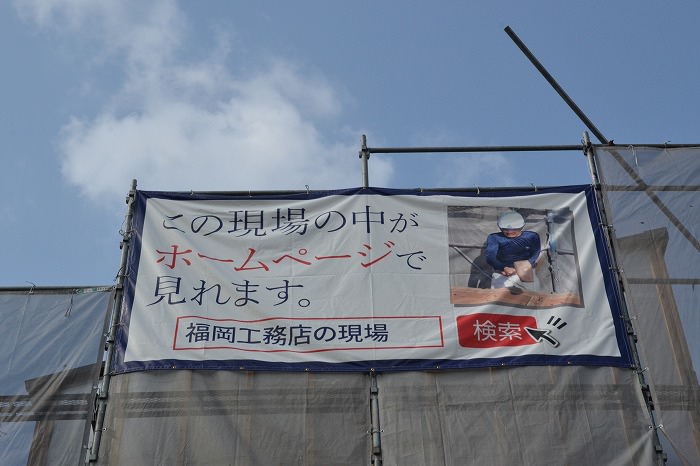 この現場の中が
ホームページで
見れます。
福岡工務店の現場
検索